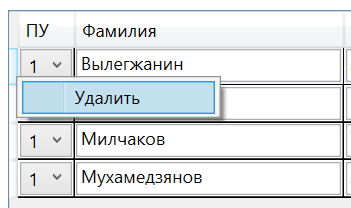 ПУ Фамилия
1 Вылегжанин
Удалить
1 Милчаков
1 Мухамедзянов